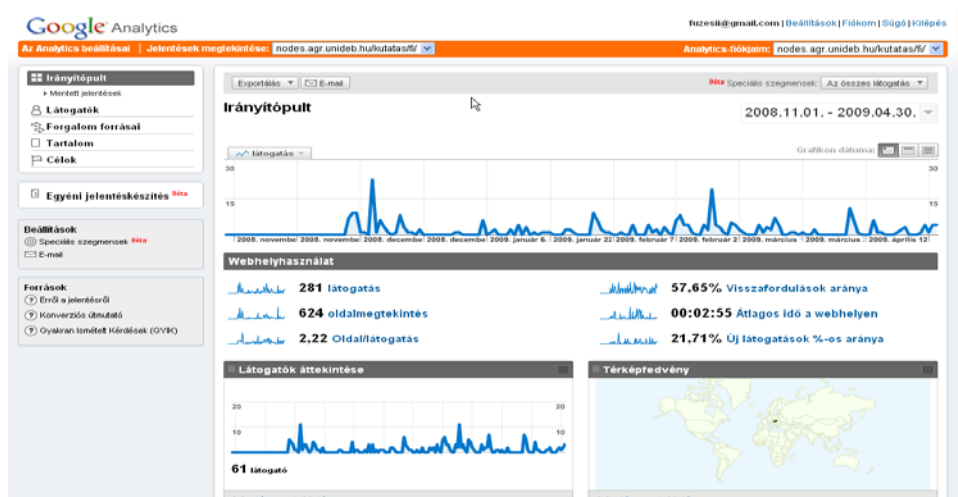 Google Analytics
fuzesii@gmail.com | Beállítások | Fiókom | Súgó | Kilépés
Az Analytics beállításai | Jelentések megtekintése: nodes.agr.unideb.hu/kutatas/fi/
Analytics-fiókjaim: nodes.agr.unideb.hu/kutatas/fi/
Irányítópult
Mentett jelentések
Látogatók
Forgalom forrásai
Tartalom
Célok
Egyéni jelentéskészítés Béta
Beállítások
Speciális szegmensek Béta
E-mail
Források
Erről a jelentésről
Konverziós útmutató
Gyakran Ismételt Kérdések (GYIK)
Exportálás E-mail
Béta Speciális szegmensek: Az összes látogatás
Irányítópult
2008.11.01. - 2009.04.30.
látogatás
Grafikon dátuma:
30 30
15 15
2008. november 2008. november 2008. december 2008. december 2009. január 6. 2009. január 22 2009. február 7 2009. február 2 2009. március 2009. március 2009. április 12
Webhelyhasználat
281 látogatás
624 oldalmegtekintés
2,22 Oldal/látogatás
57,65% Visszafordulások aránya
00:02:55 Átlagos idő a webhelyen
21,71% Új látogatások %-os aránya
Látogatók áttekintése
20 20
10 10
61 látogató
Térképfedvény